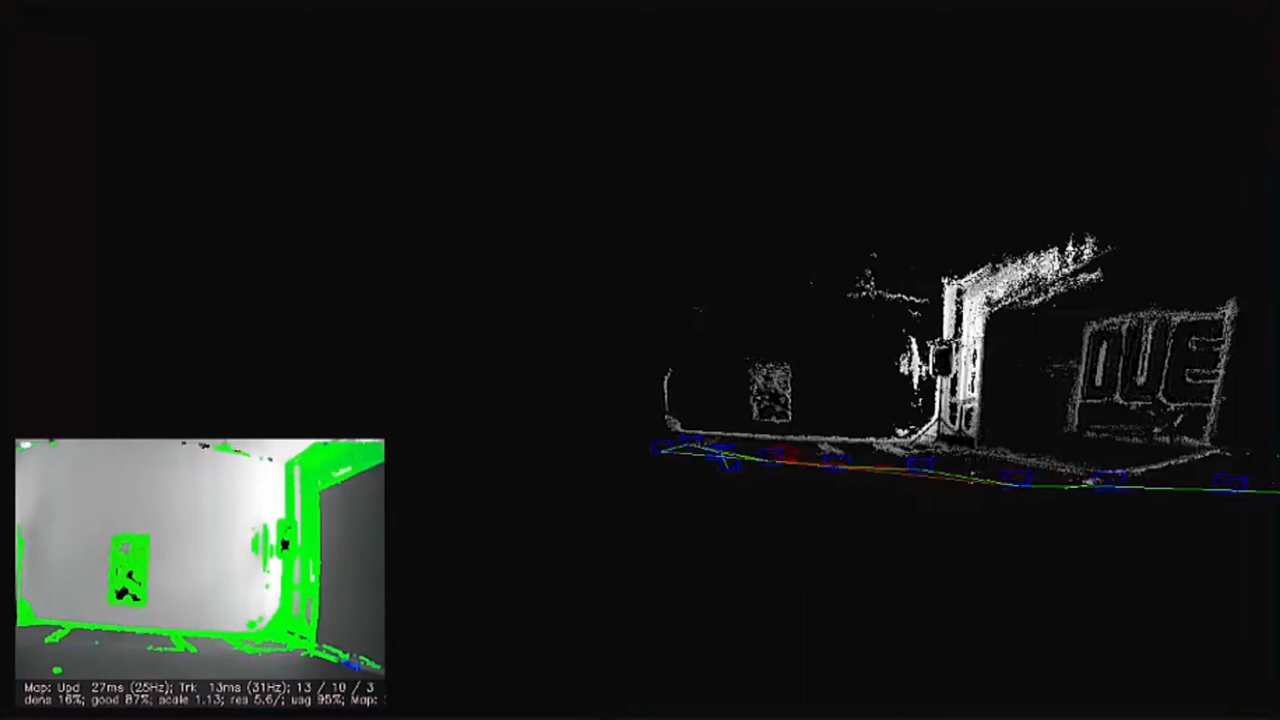 DUE
Map: Upd 27ms (25Hz); Trk 13ms (31Hz); 13 / 10 / 3
dens 16%; good 87%; scale 1.13; res 5.6/; usg 95%; Map: